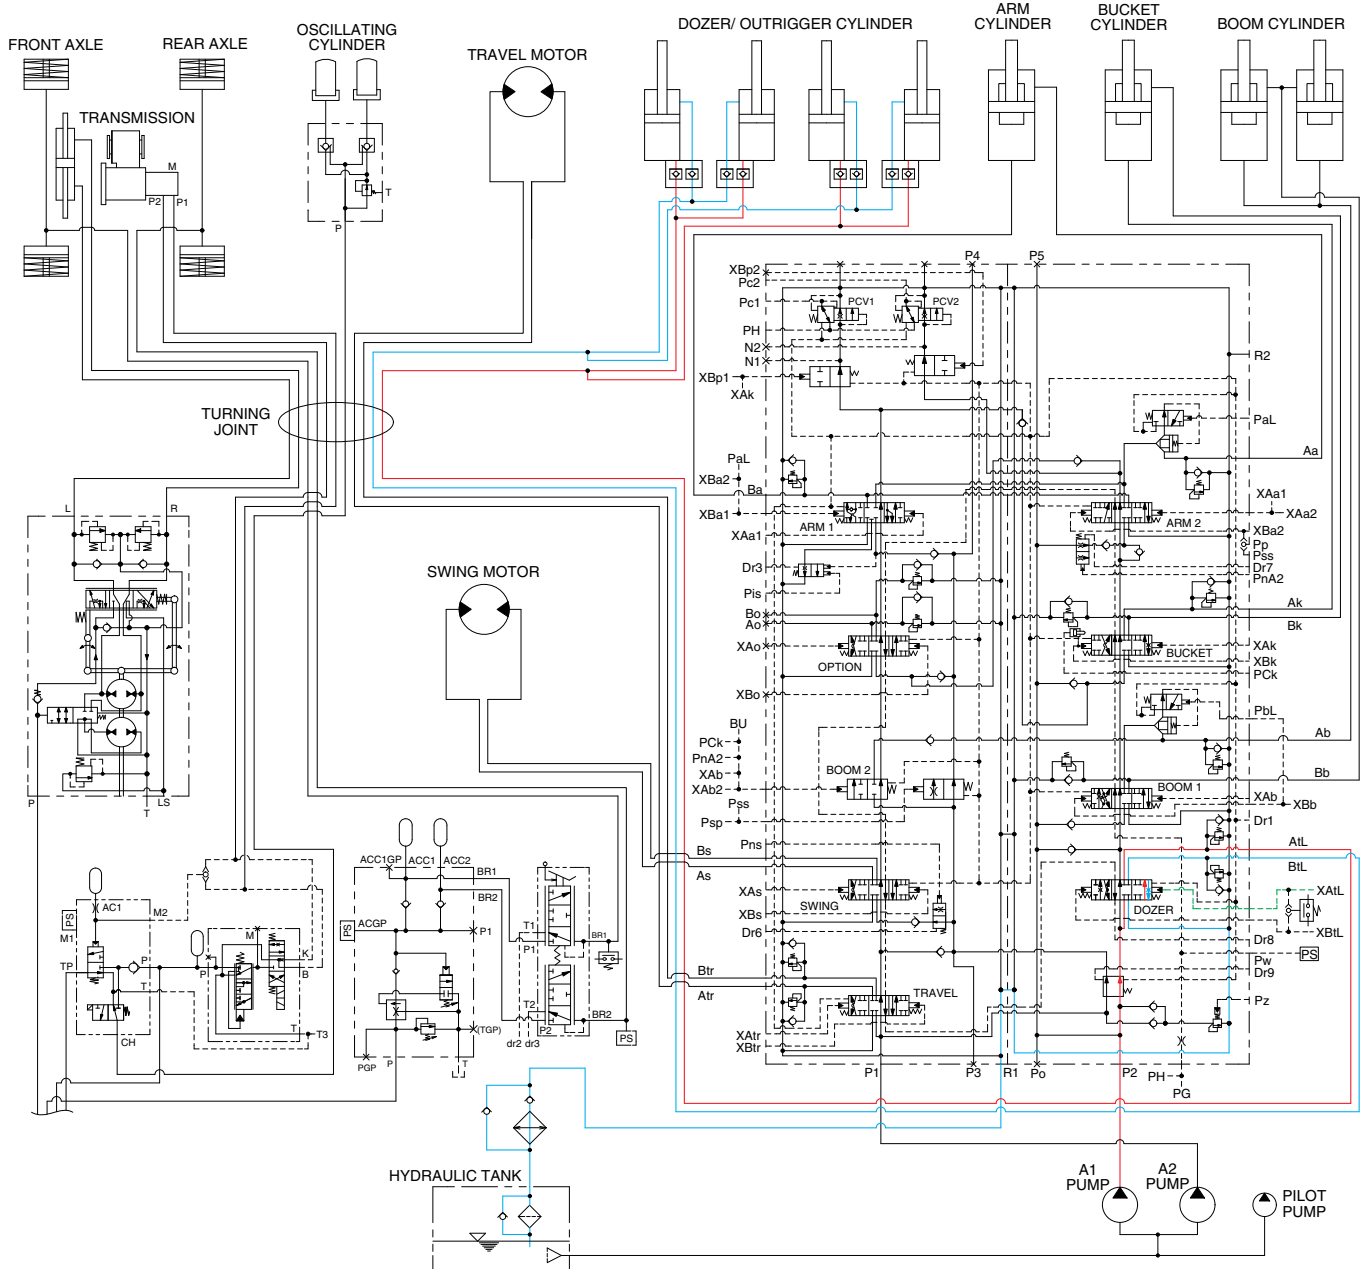 FRONT AXLE
REAR AXLE
OSCILLATING
CYLINDER
TRAVEL MOTOR
DOZER/ OUTRIGGER CYLINDER
ARM
CYLINDER
BUCKET
CYLINDER
BOOM CYLINDER
TRANSMISSION
M
P2
P1
T
P
TURNING
JOINT
L
R
P
T
LS
SWING MOTOR
XBp2
Pc2
Pc1
PH
N2
N1
XBp1
XAk
PCV1
PCV2
P4
P5
R2
PaL
XBa2
Ba
XBa1
XAa1
Dr3
Pis
Bo
Ao
XAo
XBo
ARM 1
OPTION
BU
PCk
PnA2
XAb
XAb2
Pss
Psp
Pns
BOOM 2
Bs
As
XAs
XBs
Dr6
SWING
Btr
Atr
XAtr
XBtr
TRAVEL
PaL
Aa
XAa1
XAa2
XBa2
Pp
Pss
Dr7
PnA2
ARM 2
Ak
Bk
XAk
XBk
PCk
BUCKET
PbL
Ab
Bb
XAb
XBb
Dr1
BOOM 1
AtL
BtL
XAtL
XBtL
DOZER
Dr8
PS
Pw
Dr9
Pz
P1
P3
R1
Po
P2
PH
PG
AC1
M2
PS
M1
TP
P
T
CH
M
P
K
B
T
T3
ACC1GP
ACC1
ACC2
BR1
BR2
PS
ACGP
P1
(TGP)
PGP
P
T
T1
P1
BR1
T2
P2
BR2
dr2
dr3
PS
HYDRAULIC TANK
A1
PUMP
A2
PUMP
PILOT
PUMP